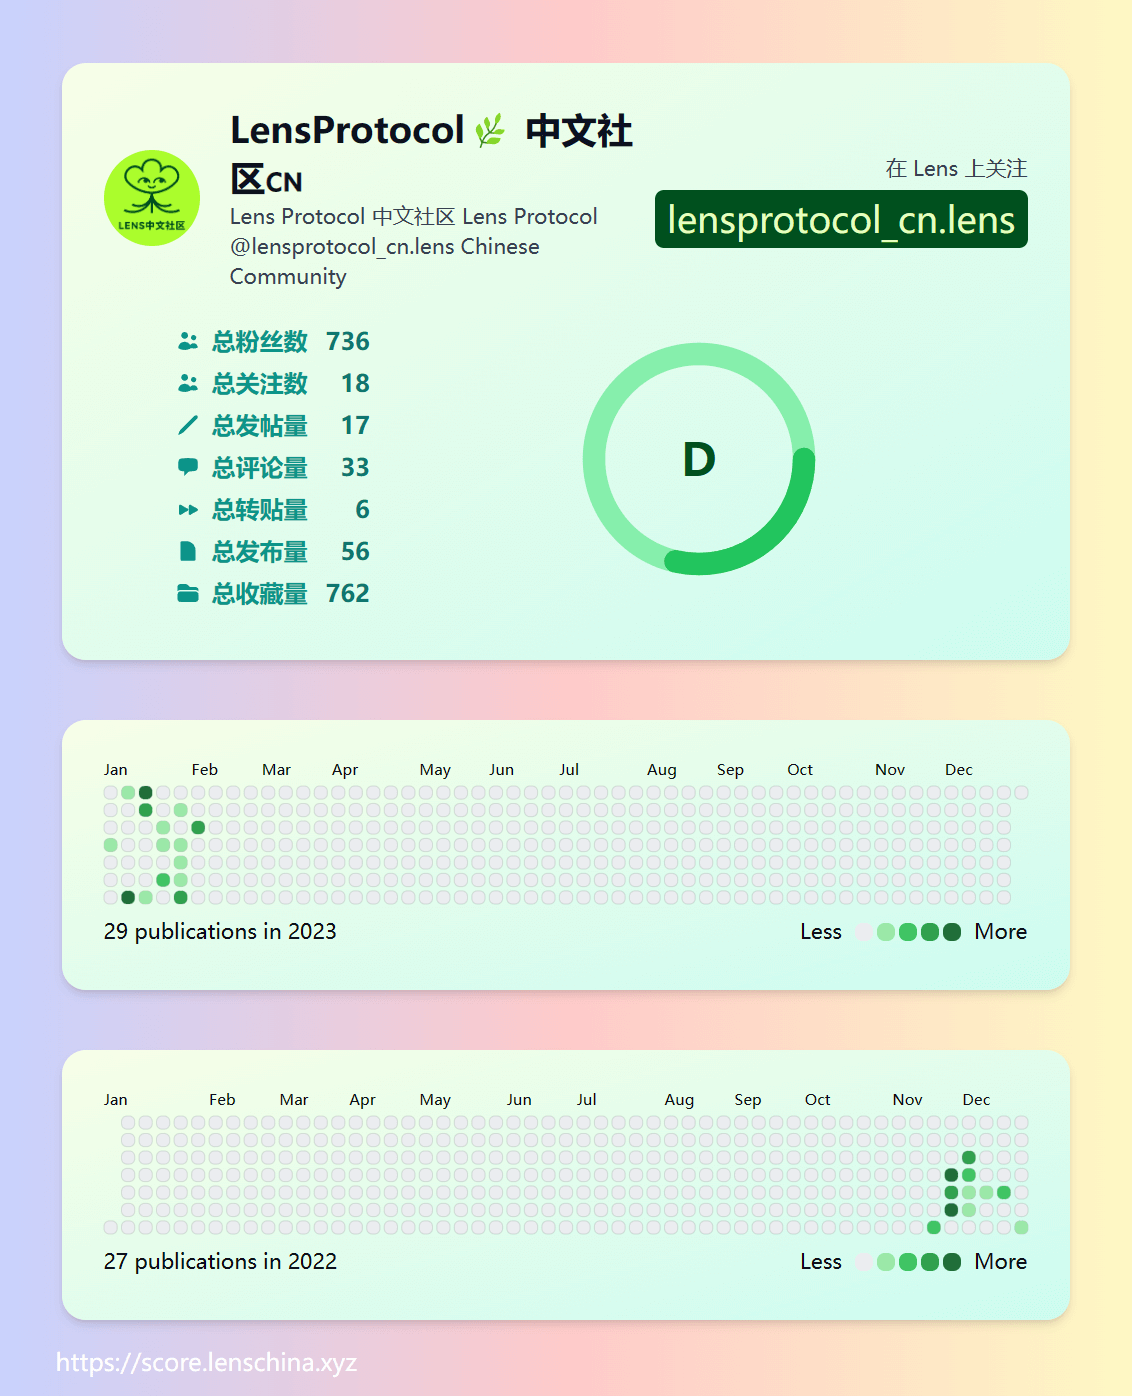 LensProtocol🌿 中文社
区CN
Lens Protocol 中文社区 Lens Protocol
@lensprotocol_cn.lens Chinese
Community
LENS中文社区
在 Lens 上关注
lensprotocol_cn.lens
总粉丝数 736
总关注数 18
总发帖量 17
总评论量 33
总转贴量 6
总发布量 56
总收藏量 762
D
Jan Feb Mar Apr May Jun Jul Aug Sep Oct Nov Dec
29 publications in 2023 Less More
Jan Feb Mar Apr May Jun Jul Aug Sep Oct Nov Dec
27 publications in 2022 Less More
https://score.lenschina.xyz